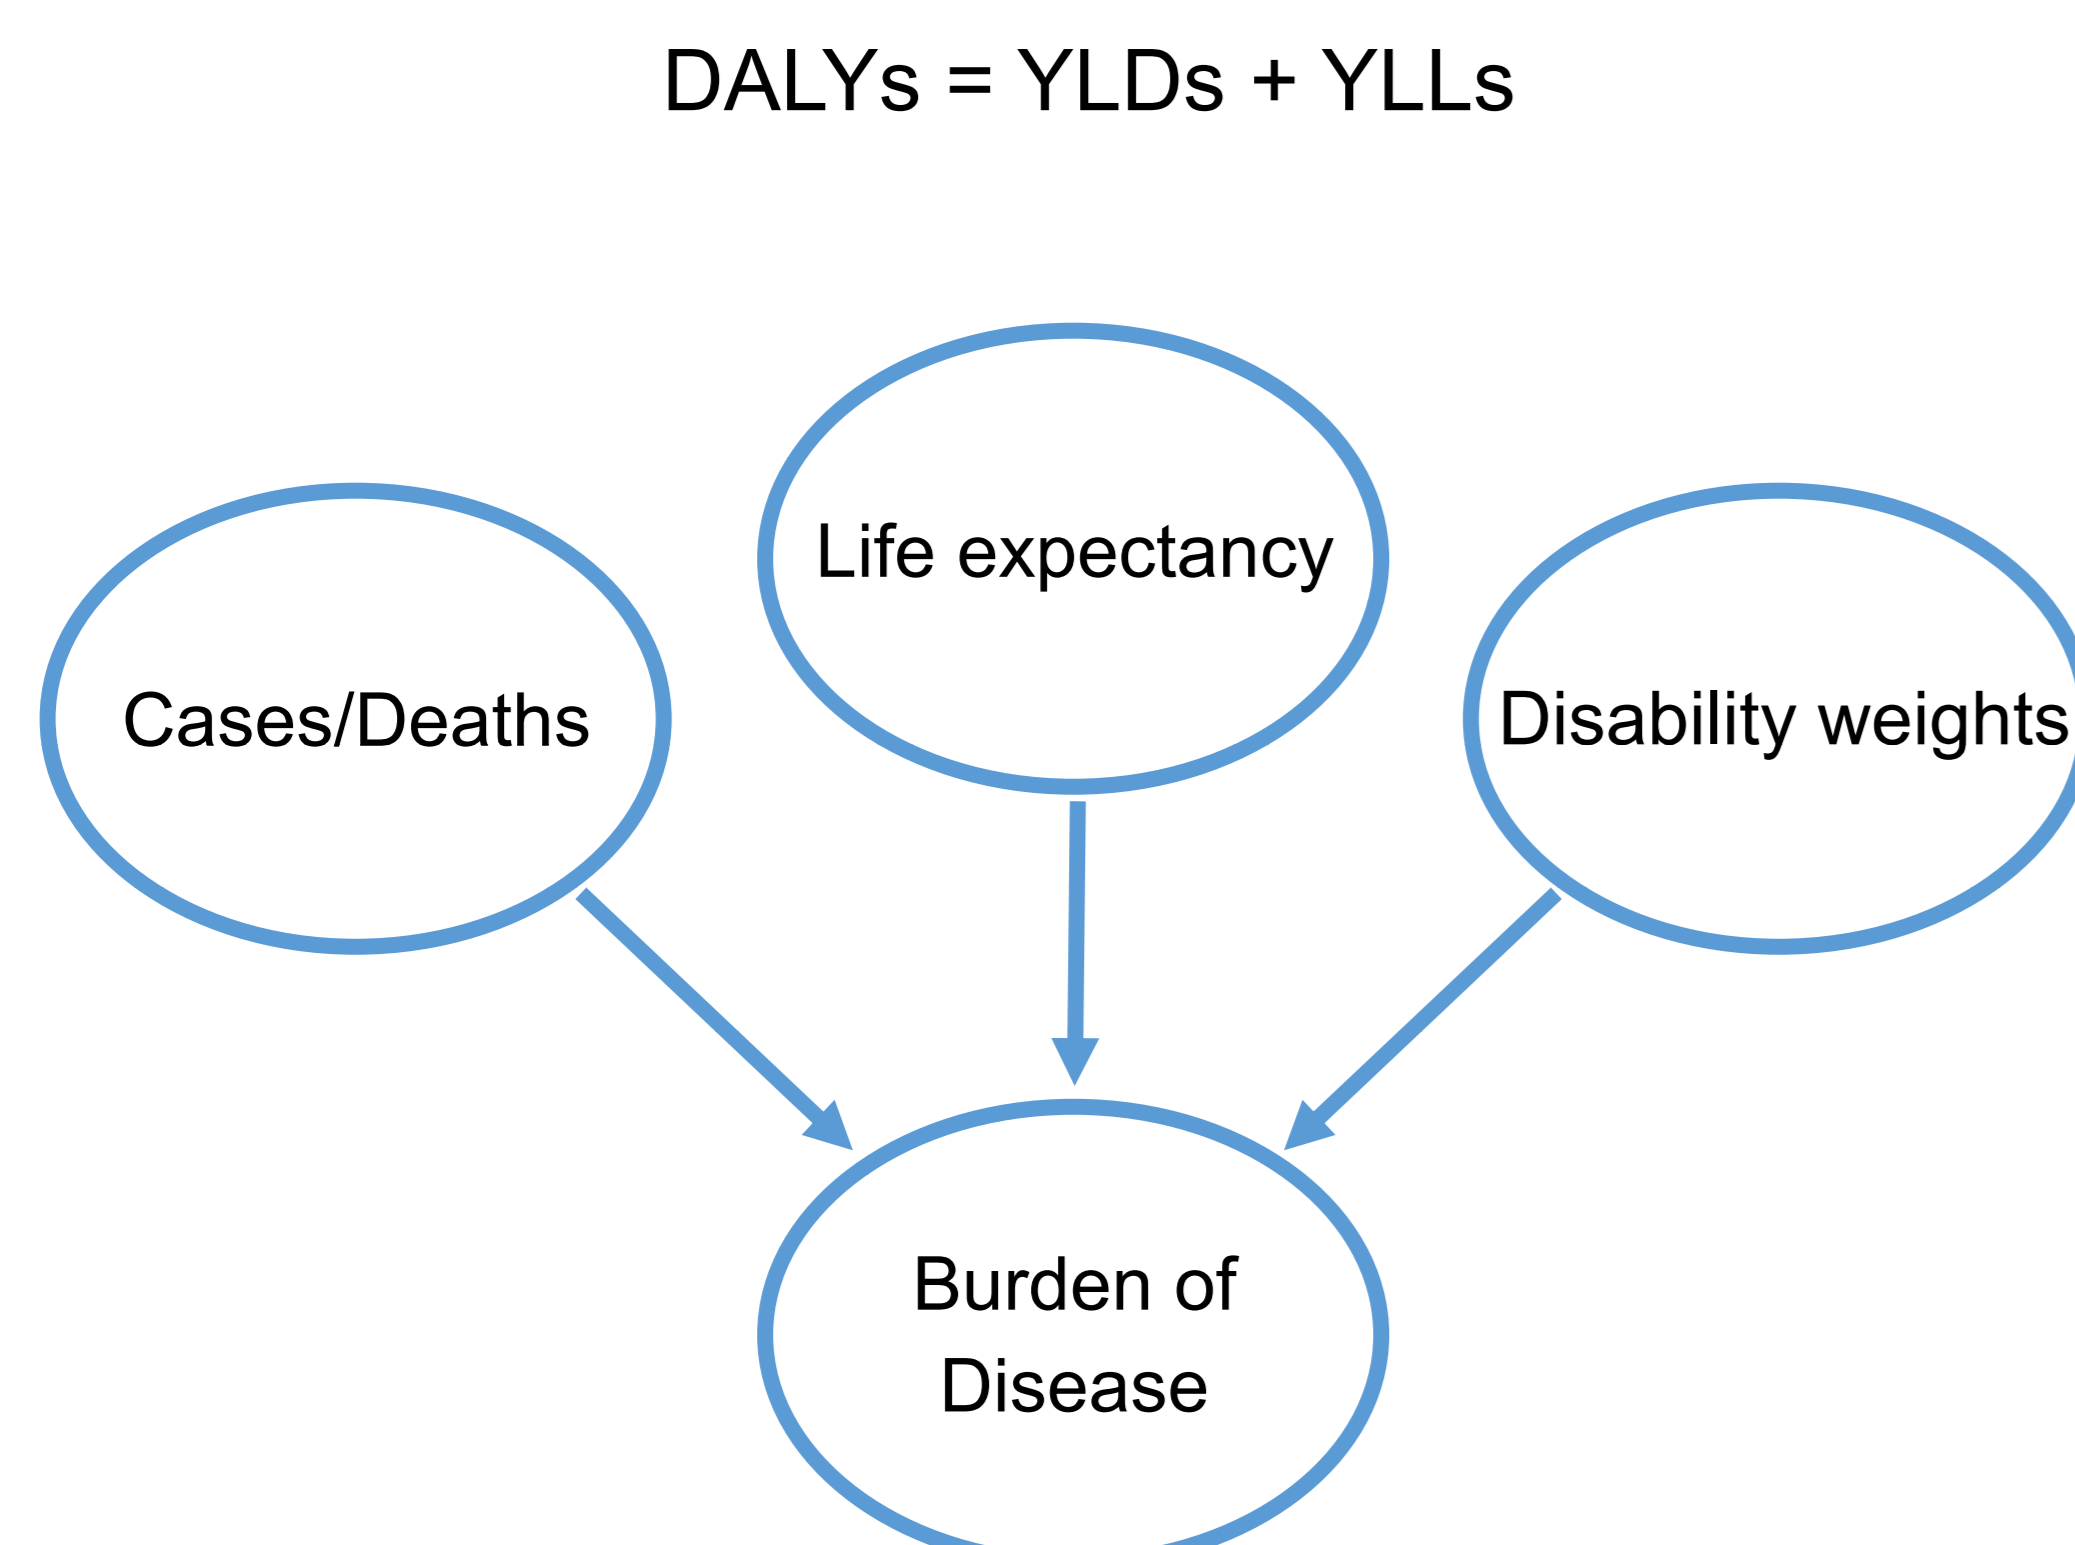 DALYs = YLDs + YLLs
Life expectancy
Cases/Deaths
Disability weights
Burden of
Disease